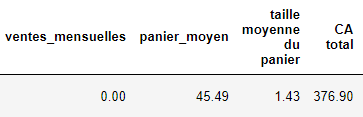 ventes_mensuelles panier_moyen taille moyenne du panier CA total
0.00 45.49 1.43 376.90